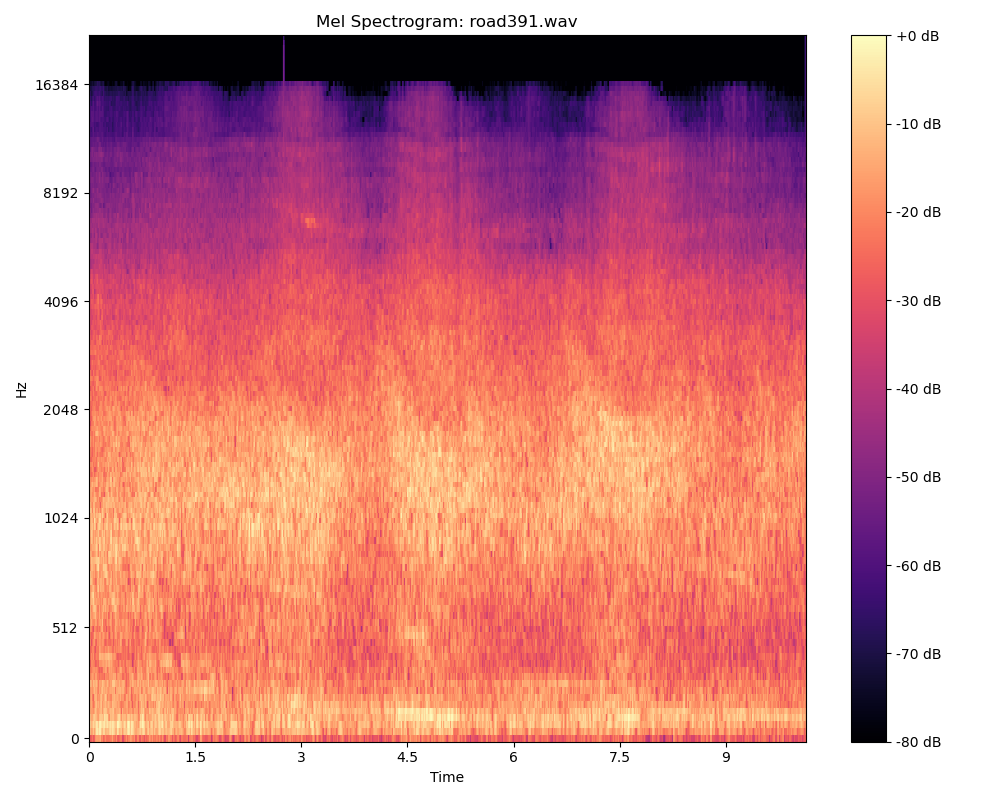 Mel Spectrogram: road391.wav
+0 dB
16384
-10 dB
8192
-20 dB
4096
-30 dB
Hz
-40 dB
2048
-50 dB
1024
-60 dB
512
-70 dB
0
-80 dB
0 1.5 3 4.5 6 7.5 9
Time